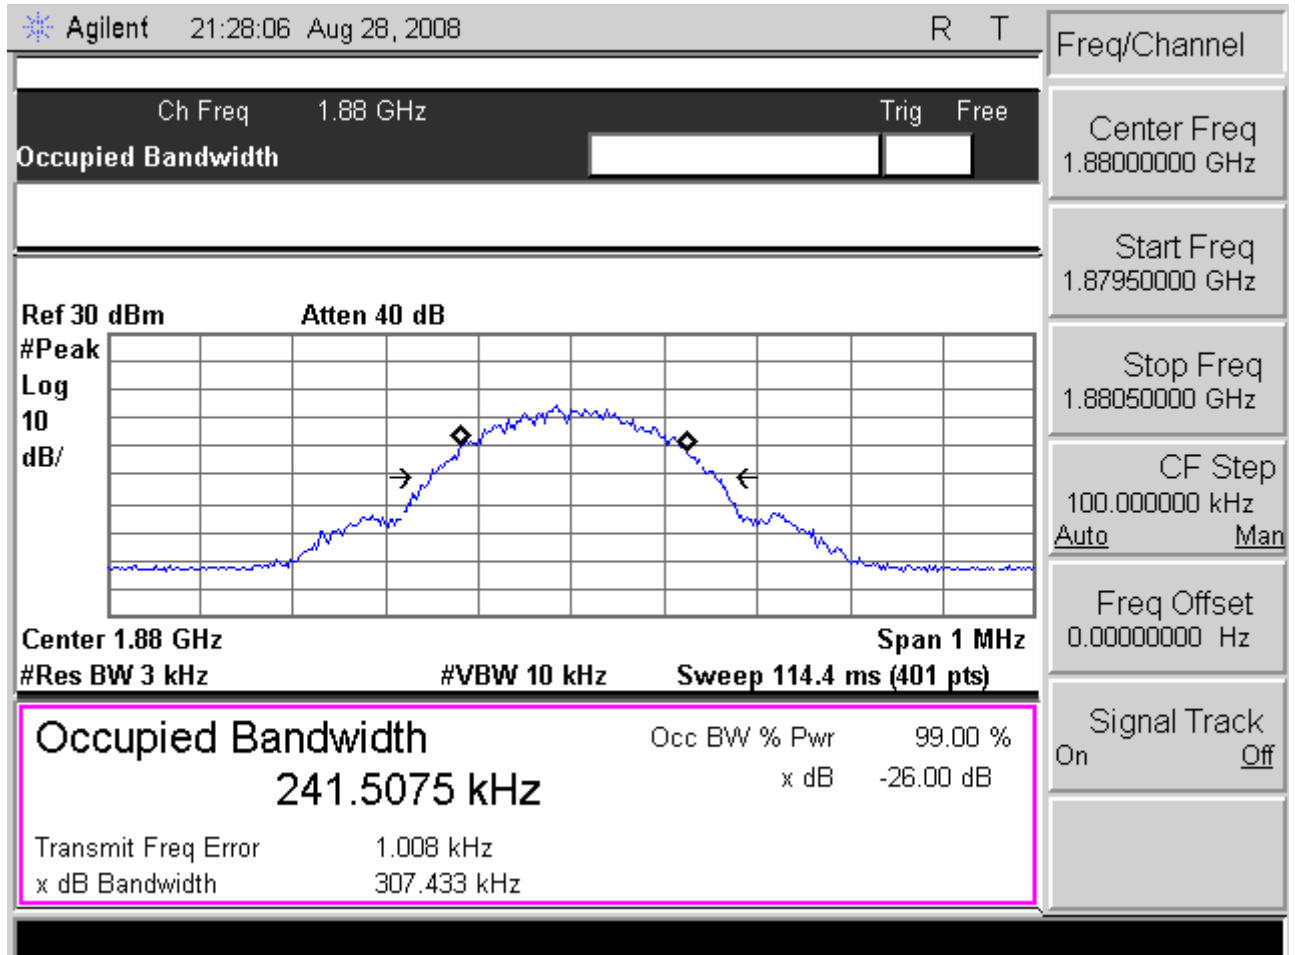 Agilent 21:28:06 Aug 28, 2008 R T
Ch Freq 1.88 GHz Trig Free
Occupied Bandwidth
Ref 30 dBm Atten 40 dB
#Peak
Log
10
dB/
Center 1.88 GHz Span 1 MHz
#Res BW 3 kHz #VBW 10 kHz Sweep 114.4 ms (401 pts)
Occupied Bandwidth Occ BW % Pwr 99.00 %
241.5075 kHz x dB -26.00 dB
Transmit Freq Error 1.008 kHz
x dB Bandwidth 307.433 kHz
Freq/Channel
Center Freq
1.88000000 GHz
Start Freq
1.87950000 GHz
Stop Freq
1.88050000 GHz
CF Step
100.000000 kHz
Auto Man
Freq Offset
0.00000000 Hz
Signal Track
On Off